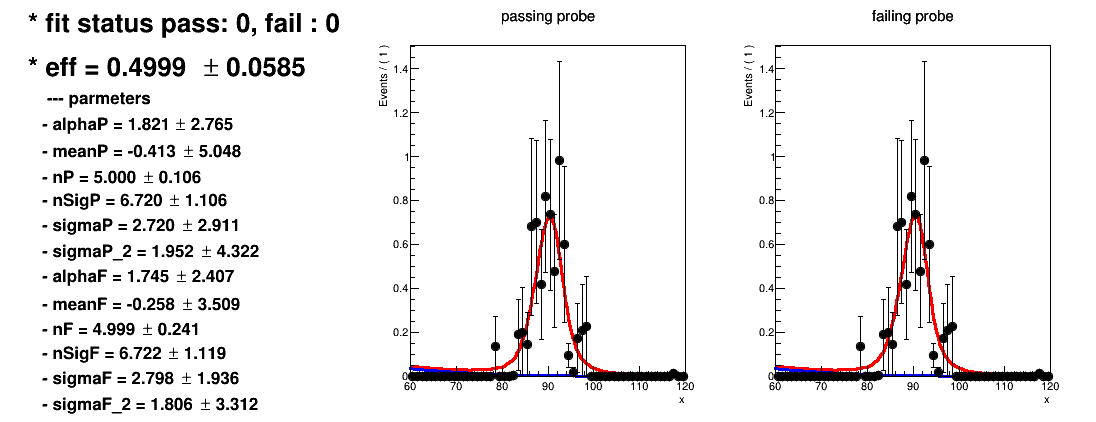 * fit status pass: 0, fail : 0
* eff = 0.4999 ± 0.0585
--- parmeters
- alphaP = 1.821 ± 2.765
- meanP = -0.413 ± 5.048
- nP = 5.000 ± 0.106
- nSigP = 6.720 ± 1.106
- sigmaP = 2.720 ± 2.911
- sigmaP_2 = 1.952 ± 4.322
- alphaF = 1.745 ± 2.407
- meanF = -0.258 ± 3.509
- nF = 4.999 ± 0.241
- nSigF = 6.722 ± 1.119
- sigmaF = 2.798 ± 1.936
- sigmaF_2 = 1.806 ± 3.312
passing probe
Events / ( 1 )
1.4
1.2
1
0.8
0.6
0.4
0.2
0
60 70 80 90 100 110 120
x
failing probe
Events / ( 1 )
1.4
1.2
1
0.8
0.6
0.4
0.2
0
60 70 80 90 100 110 120
x